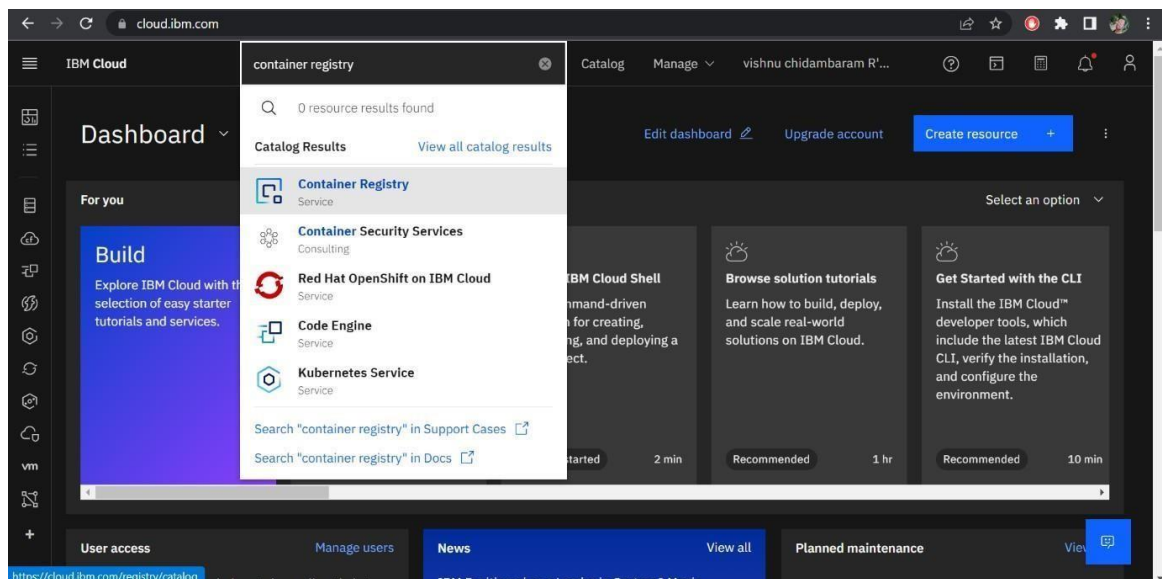 cloud.ibm.com
IBM Cloud
container registry
Catalog
Manage
vishnu chidambaram R'...
0 resource results found
Dashboard
Edit dashboard
Upgrade account
Create resource +
Catalog Results
View all catalog results
For you
Select an option
Container Registry
Service
Container Security Services
Consulting
Red Hat OpenShift on IBM Cloud
Service
Code Engine
Service
Kubernetes Service
Service
Search "container registry" in Support Cases
Search "container registry" in Docs
Build
Explore IBM Cloud with th
selection of easy starter
tutorials and services.
IBM Cloud Shell
mmand-driven
n for creating,
ng, and deploying a
ect.
started
2 min
Browse solution tutorials
Learn how to build, deploy,
and scale real-world
solutions on IBM Cloud.
Recommended
1 hr
Get Started with the CLI
Install the IBM Cloud™
developer tools, which
include the latest IBM Cloud
CLI, verify the installation,
and configure the
environment.
Recommended
10 min
vm
User access
Manage users
News
View all
Planned maintenance
https://cloud.ibm.com/registry/catalog